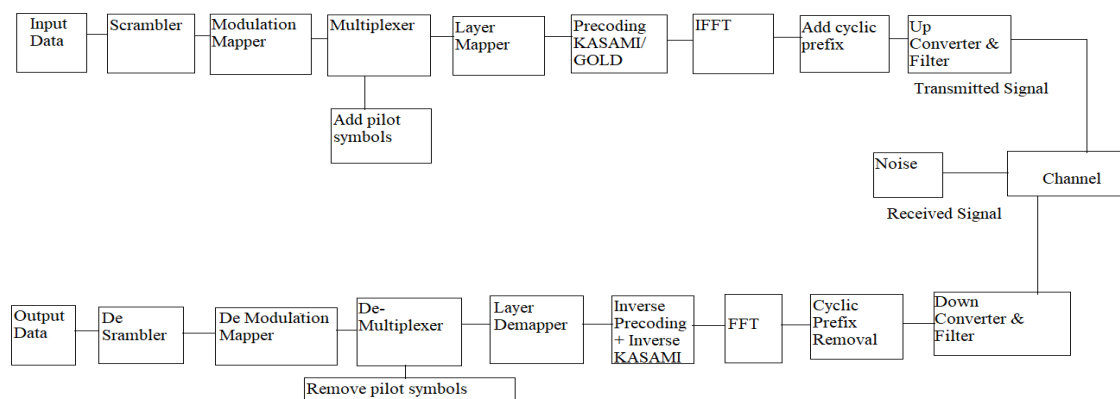 Input
Data
Scrambler
Modulation
Mapper
Multiplexer
Layer
Mapper
Precoding
KASAMI/
GOLD
IFFT
Add cyclic
prefix
Up
Converter &
Filter
Transmitted Signal
Add pilot
symbols
Noise
Channel
Received Signal
Output
Data
De
Srambler
De Modulation
Mapper
De-
Multiplexer
Layer
Demapper
Inverse
Precoding
+ Inverse
KASAMI
FFT
Cyclic
Prefix
Removal
Down
Converter &
Filter
Remove pilot symbols